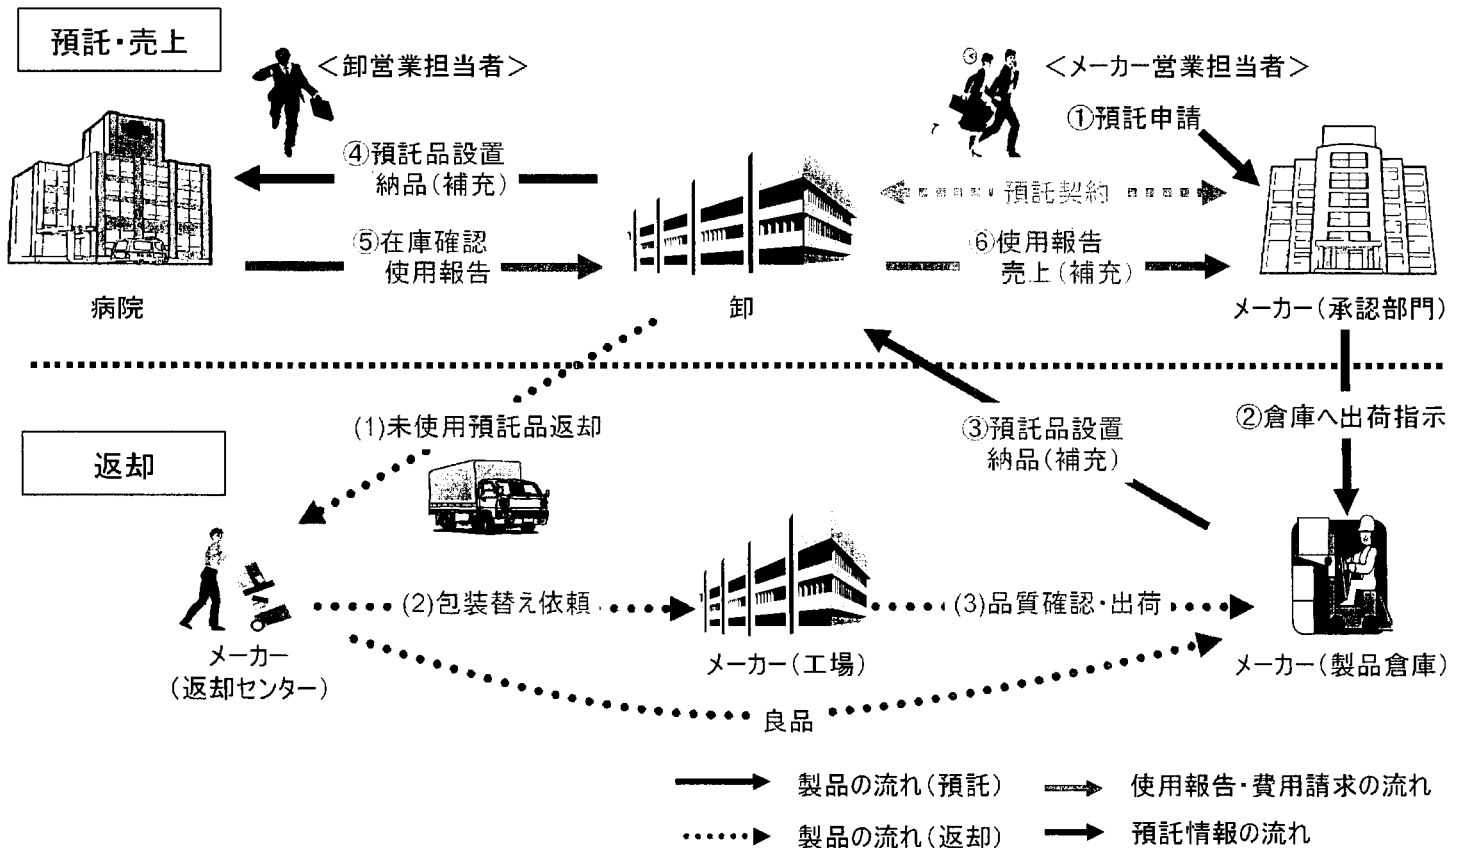 預託・売上
＜卸営業担当者＞
＜メーカー営業担当者＞
①預託申請
④預託品設置
納品(補充)
預託契約
⑤在庫確認
使用報告
⑥使用報告
売上(補充)
病院
卸
メーカー(承認部門)
(1)未使用預託品返却
③預託品設置
納品(補充)
②倉庫へ出荷指示
返却
(2)包装替え依頼
(3)品質確認・出荷
メーカー
(返却センター)
メーカー(工場)
メーカー(製品倉庫)
良品
製品の流れ(預託)
使用報告・費用請求の流れ
製品の流れ(返却)
預託情報の流れ